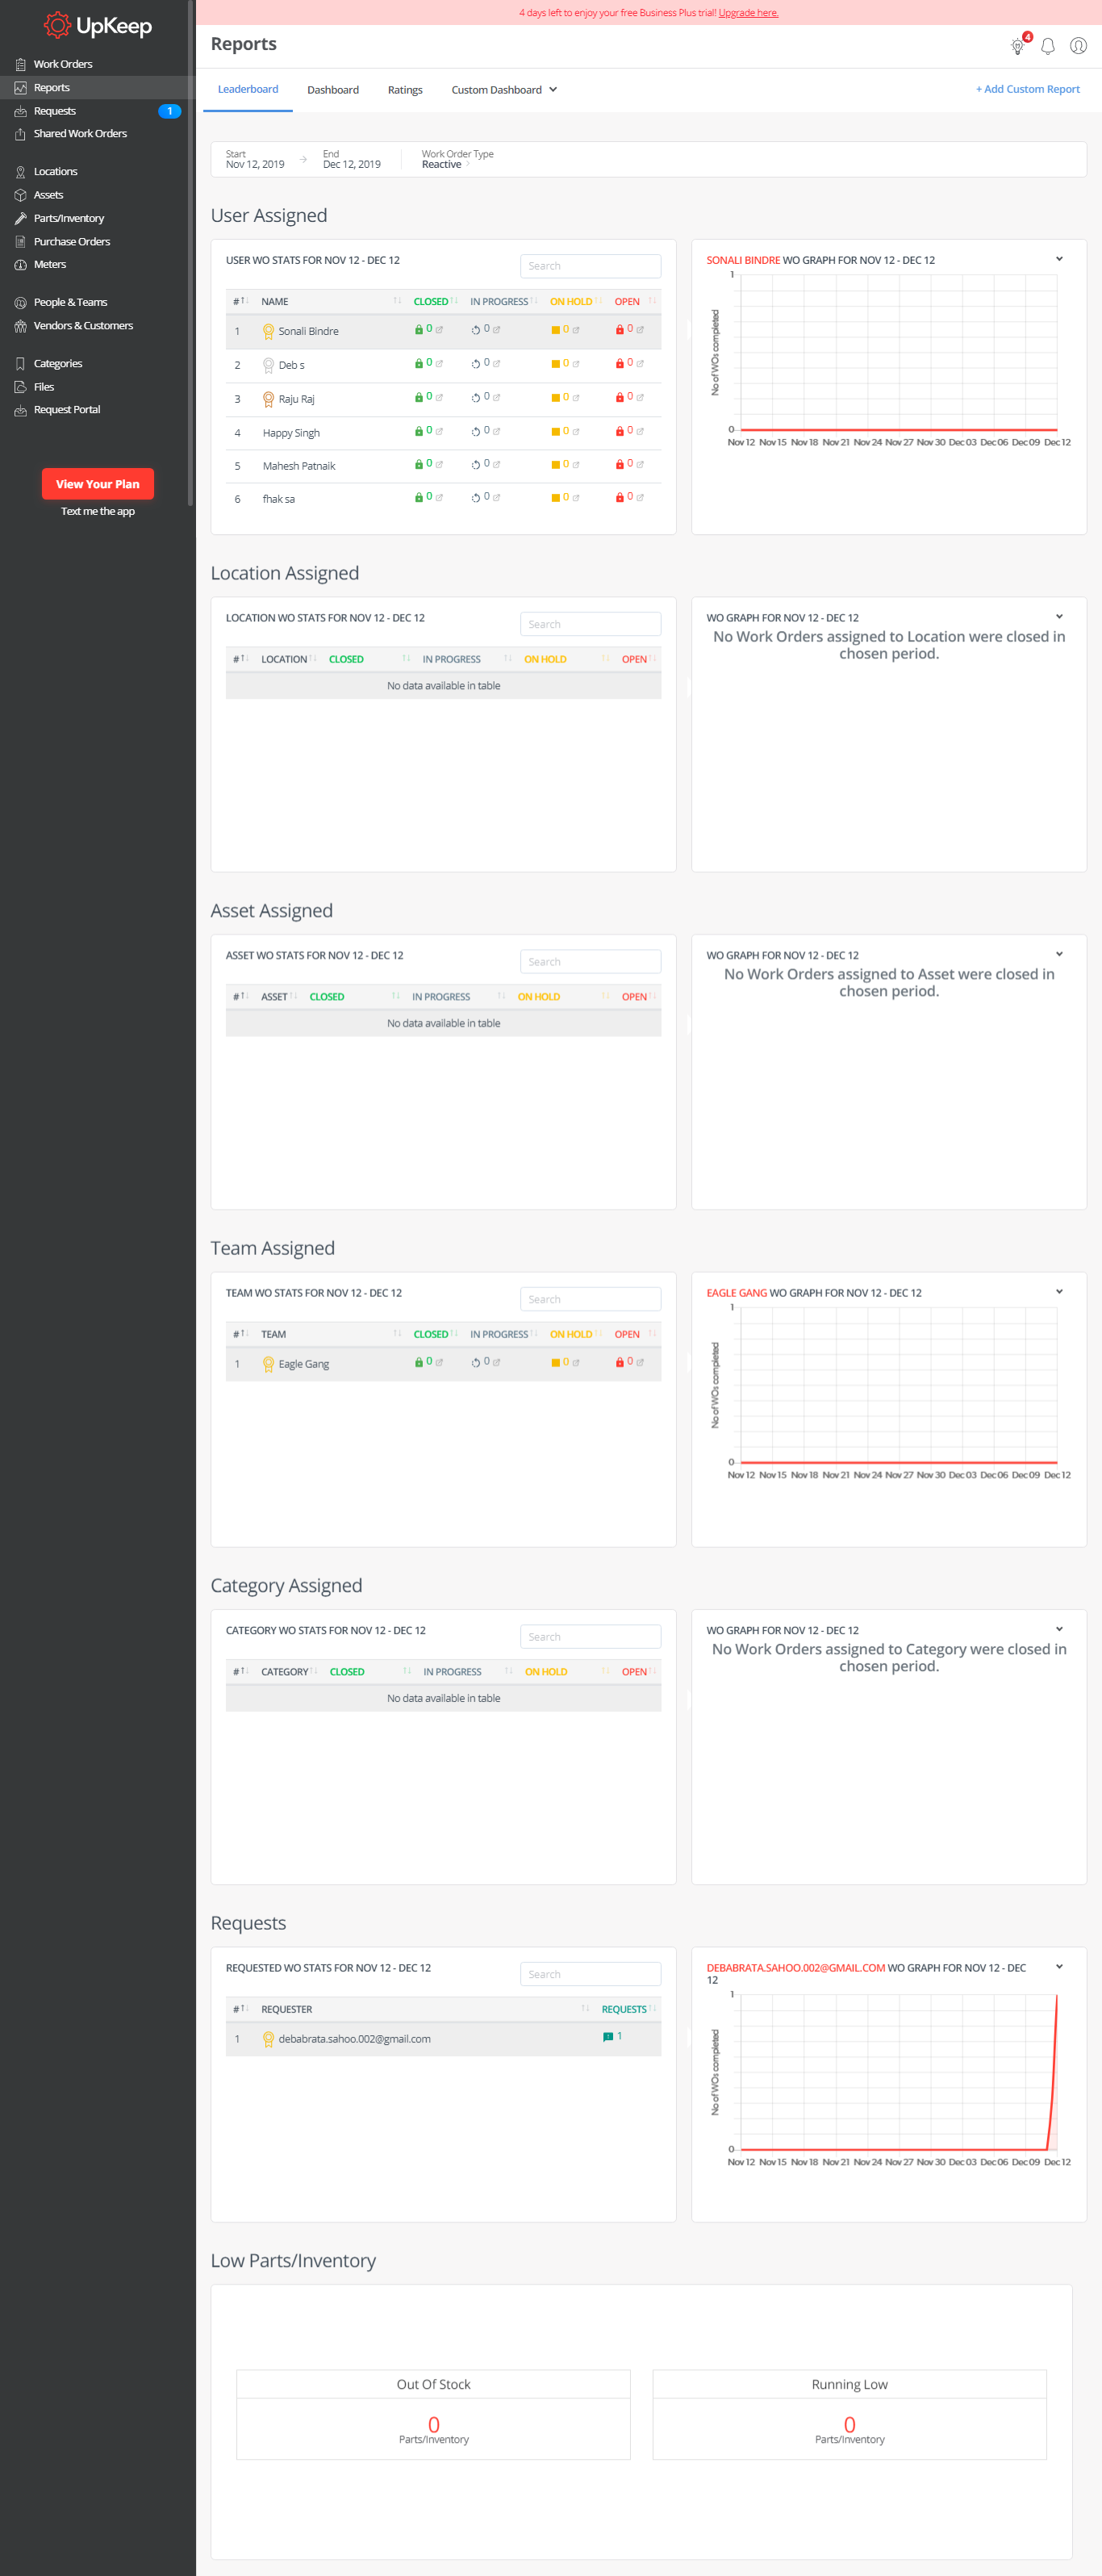 UpKeep
Work Orders
Reports
Requests 1
Shared Work Orders
Locations
Assets
Parts/Inventory
Purchase Orders
Meters
People & Teams
Vendors & Customers
Categories
Files
Request Portal
View Your Plan
Text me the app
4 days left to enjoy your free Business Plus trial! Upgrade here.
Reports
4
Leaderboard Dashboard Ratings Custom Dashboard + Add Custom Report
Start End Work Order Type
Nov 12, 2019 Dec 12, 2019 Reactive
User Assigned
USER WO STATS FOR NOV 12 - DEC 12 Search
# NAME CLOSED IN PROGRESS ON HOLD OPEN
1 Sonali Bindre 0 0 0 0
2 Deb s 0 0 0 0
3 Raju Raj 0 0 0 0
4 Happy Singh 0 0 0 0
5 Mahesh Patnaik 0 0 0 0
6 fhak sa 0 0 0 0
SONALI BINDRE WO GRAPH FOR NOV 12 - DEC 12
1
No of WOs completed
0
Nov 12 Nov 15 Nov 18 Nov 21 Nov 24 Nov 27 Nov 30 Dec 03 Dec 06 Dec 09 Dec 12
Location Assigned
LOCATION WO STATS FOR NOV 12 - DEC 12 Search
# LOCATION CLOSED IN PROGRESS ON HOLD OPEN
No data available in table
WO GRAPH FOR NOV 12 - DEC 12
No Work Orders assigned to Location were closed in
chosen period.
Asset Assigned
ASSET WO STATS FOR NOV 12 - DEC 12 Search
# ASSET CLOSED IN PROGRESS ON HOLD OPEN
No data available in table
WO GRAPH FOR NOV 12 - DEC 12
No Work Orders assigned to Asset were closed in
chosen period.
Team Assigned
TEAM WO STATS FOR NOV 12 - DEC 12 Search
# TEAM CLOSED IN PROGRESS ON HOLD OPEN
1 Eagle Gang 0 0 0 0
EAGLE GANG WO GRAPH FOR NOV 12 - DEC 12
1
No of WOs completed
0
Nov 12 Nov 15 Nov 18 Nov 21 Nov 24 Nov 27 Nov 30 Dec 03 Dec 06 Dec 09 Dec 12
Category Assigned
CATEGORY WO STATS FOR NOV 12 - DEC 12 Search
# CATEGORY CLOSED IN PROGRESS ON HOLD OPEN
No data available in table
WO GRAPH FOR NOV 12 - DEC 12
No Work Orders assigned to Category were closed in
chosen period.
Requests
REQUESTED WO STATS FOR NOV 12 - DEC 12 Search
# REQUESTER REQUESTS
1 debabrata.sahoo.002@gmail.com 1
DEBABRATA.SAHOO.002@GMAIL.COM WO GRAPH FOR NOV 12 - DEC
12
1
No of WOs completed
0
Nov 12 Nov 15 Nov 18 Nov 21 Nov 24 Nov 27 Nov 30 Dec 03 Dec 06 Dec 09 Dec 12
Low Parts/Inventory
Out Of Stock
0
Parts/Inventory
Running Low
0
Parts/Inventory